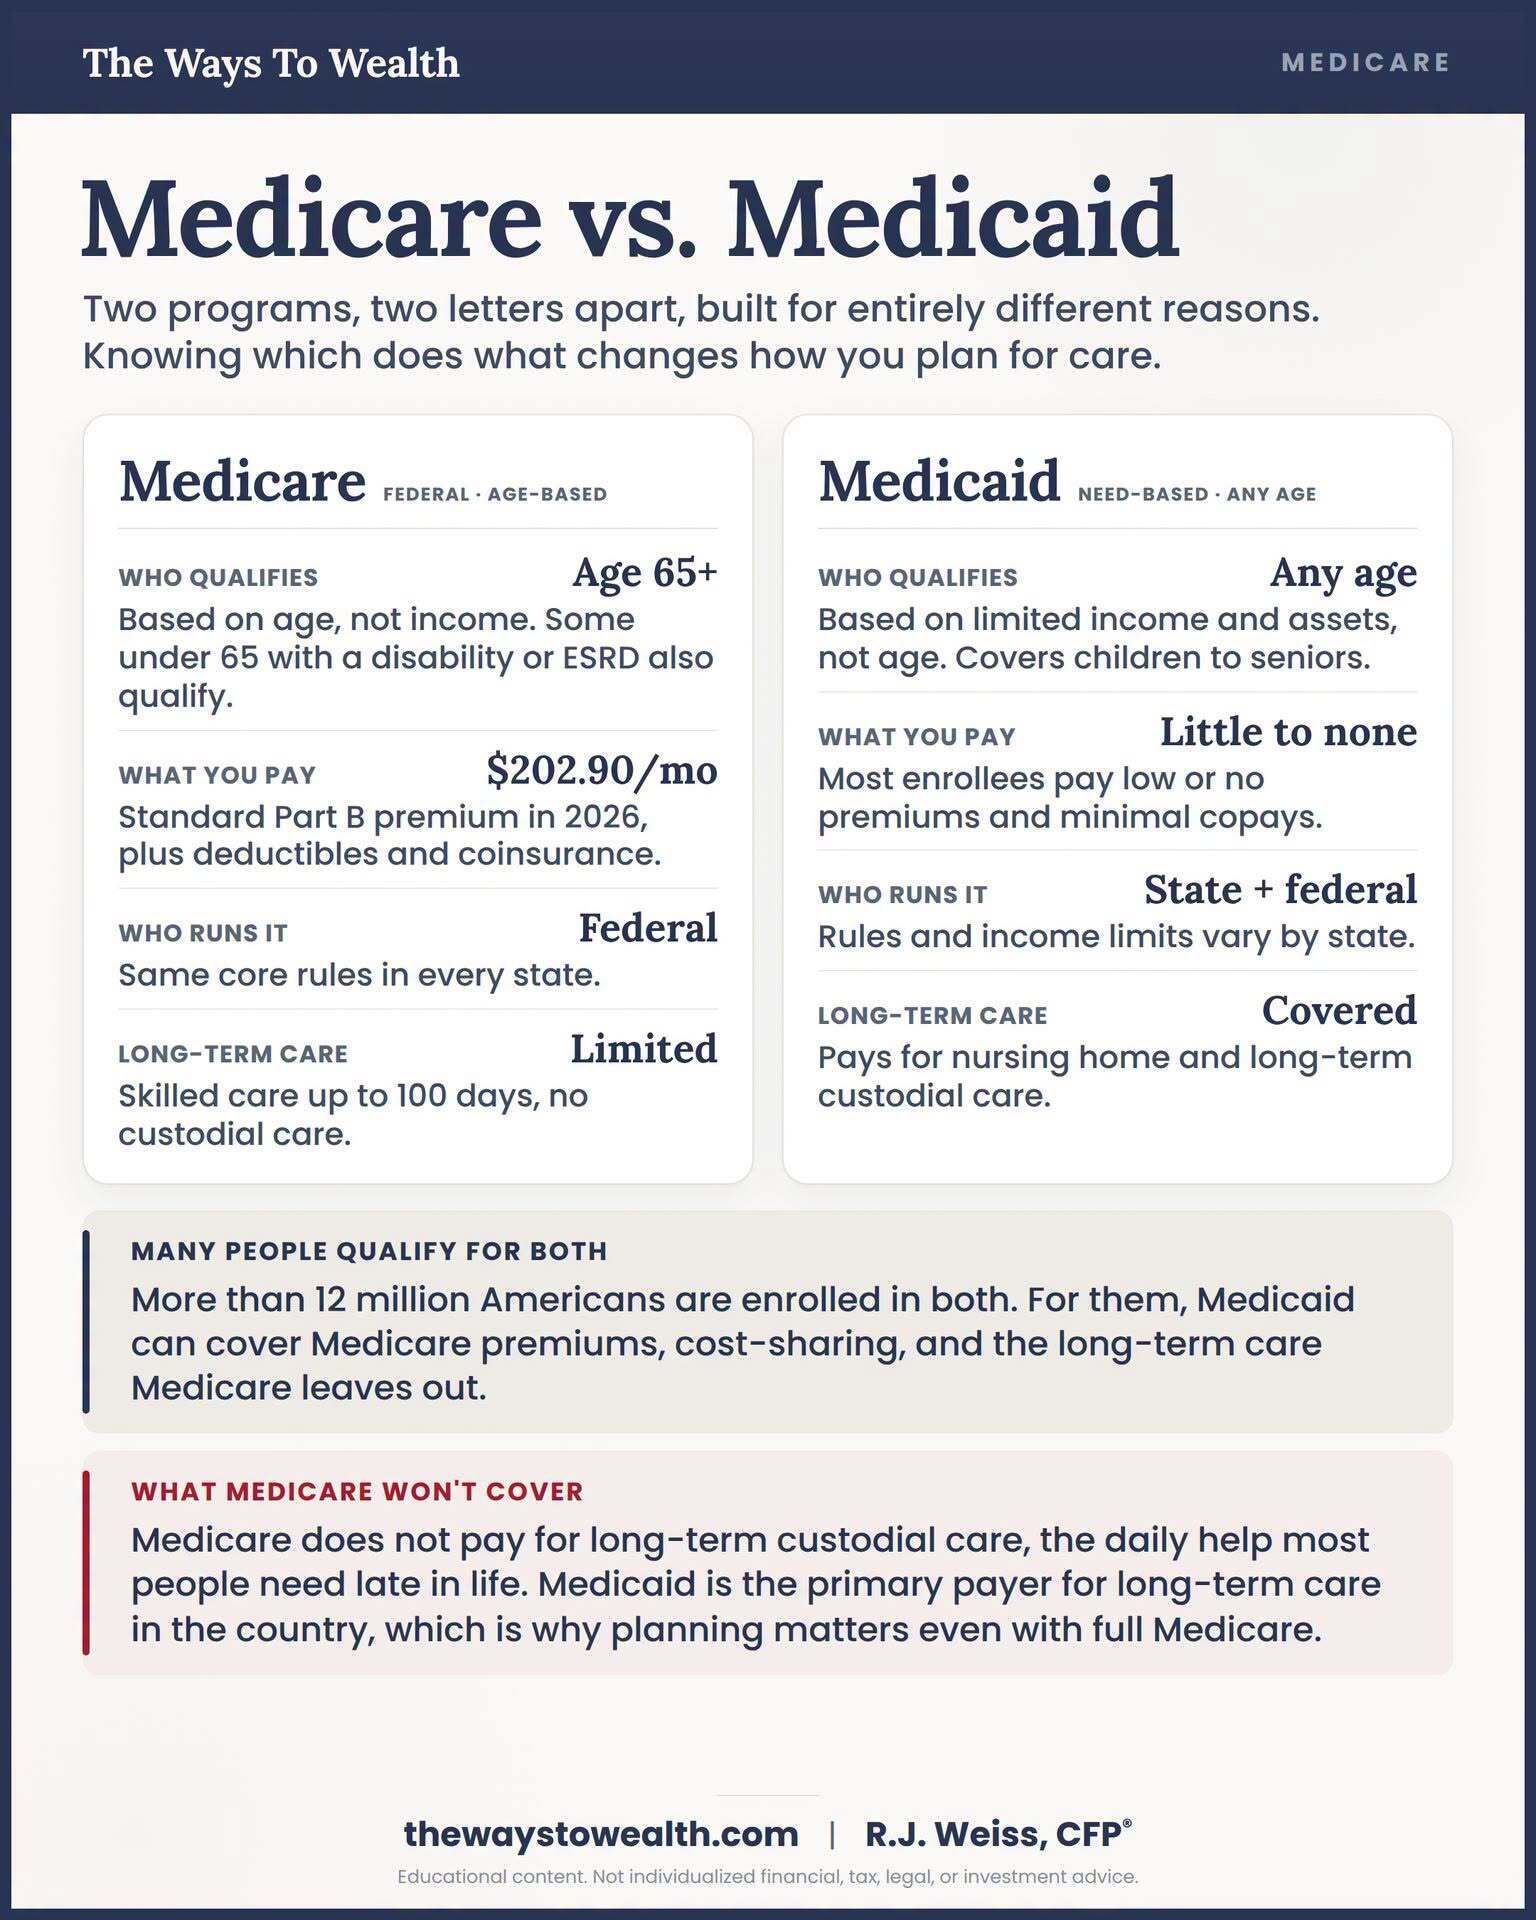 The Ways To Wealth
MEDICARE
Medicare vs. Medicaid
Two programs, two letters apart, built for entirely different reasons.
Knowing which does what changes how you plan for care.
Medicare FEDERAL · AGE-BASED
WHO QUALIFIES Age 65+
Based on age, not income. Some
under 65 with a disability or ESRD also
qualify.
WHAT YOU PAY $202.90/mo
Standard Part B premium in 2026,
plus deductibles and coinsurance.
WHO RUNS IT Federal
Same core rules in every state.
LONG-TERM CARE Limited
Skilled care up to 100 days, no
custodial care.
Medicaid NEED-BASED · ANY AGE
WHO QUALIFIES Any age
Based on limited income and assets,
not age. Covers children to seniors.
WHAT YOU PAY Little to none
Most enrollees pay low or no
premiums and minimal copays.
WHO RUNS IT State + federal
Rules and income limits vary by state.
LONG-TERM CARE Covered
Pays for nursing home and long-term
custodial care.
MANY PEOPLE QUALIFY FOR BOTH
More than 12 million Americans are enrolled in both. For them, Medicaid
can cover Medicare premiums, cost-sharing, and the long-term care
Medicare leaves out.
WHAT MEDICARE WON'T COVER
Medicare does not pay for long-term custodial care, the daily help most
people need late in life. Medicaid is the primary payer for long-term care
in the country, which is why planning matters even with full Medicare.
thewaystowealth.com | R.J. Weiss, CFP®
Educational content. Not individualized financial, tax, legal, or investment advice.